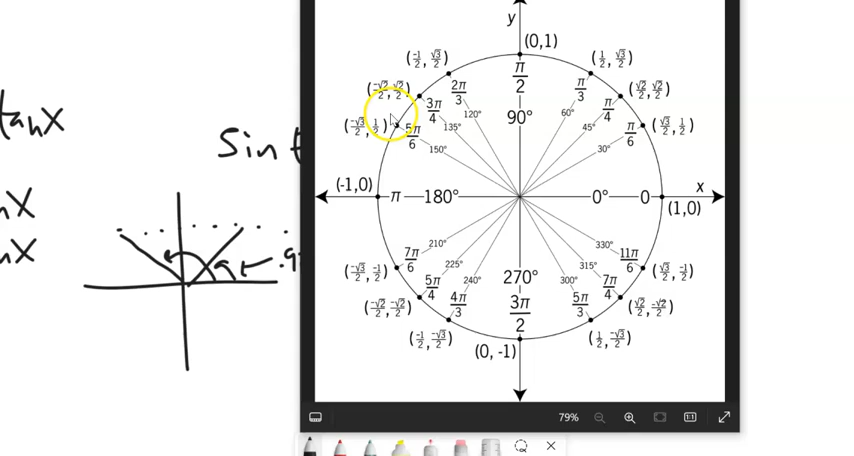 tanx
sin
nx
nx
y
(0,1)
(-1/2, √3/2)
(1/2, √3/2)
(-√2/2, √2/2)
2π/3
π/2
π/3
(√2/2, √2/2)
3π/4
120°
90°
60°
π/4
(-√3/2, 1/2)
5π/6
135°
45°
π/6
(√3/2, 1/2)
150°
30°
(-1,0)
π
180°
0°
0
x
(1,0)
7π/6
210°
330°
11π/6
(-√3/2, -1/2)
225°
315°
(√3/2, -1/2)
5π/4
240°
270°
300°
7π/4
(-√2/2, -√2/2)
4π/3
3π/2
5π/3
(√2/2, -√2/2)
(-1/2, -√3/2)
(1/2, -√3/2)
(0, -1)
79%
1:1